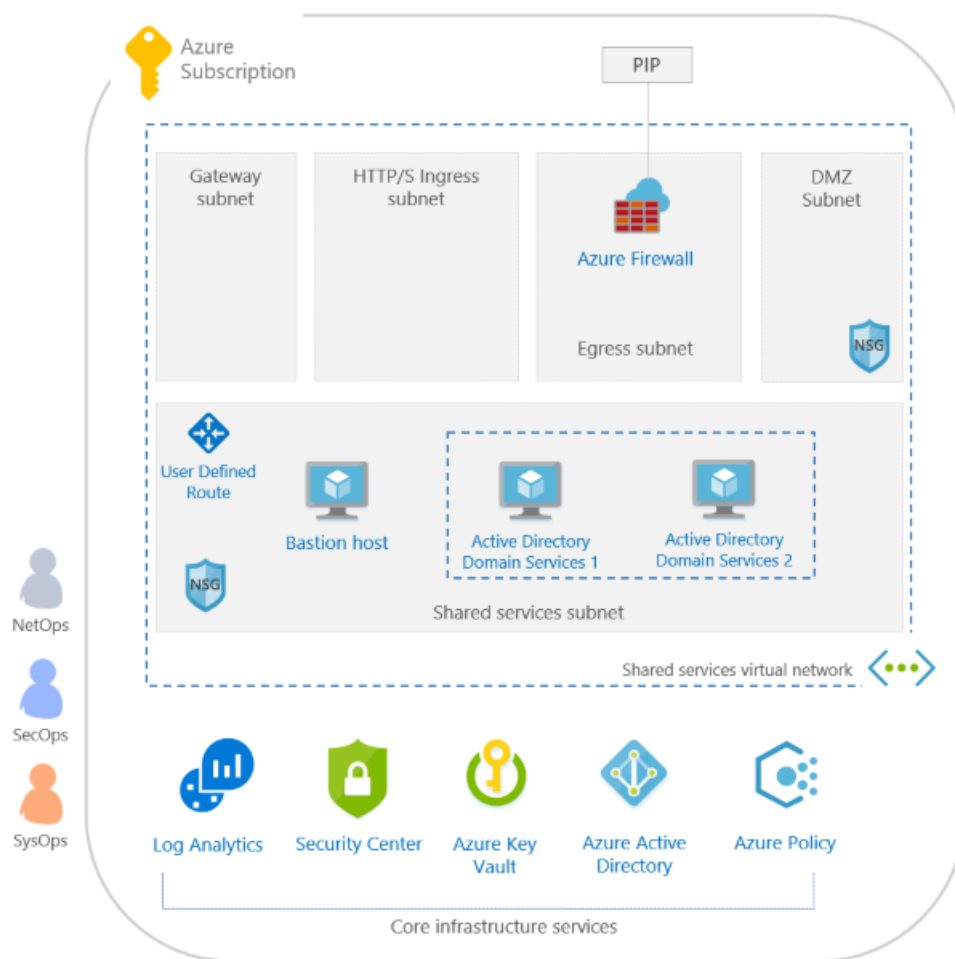 Azure
Subscription
PIP
Gateway
subnet
HTTP/S Ingress
subnet
Azure Firewall
Egress subnet
DMZ
Subnet
NSG
User Defined
Route
Bastion host
Active Directory
Domain Services 1
Active Directory
Domain Services 2
NSG
Shared services subnet
Shared services virtual network
NetOps
SecOps
SysOps
Log Analytics
Security Center
Azure Key
Vault
Azure Active
Directory
Azure Policy
Core infrastructure services